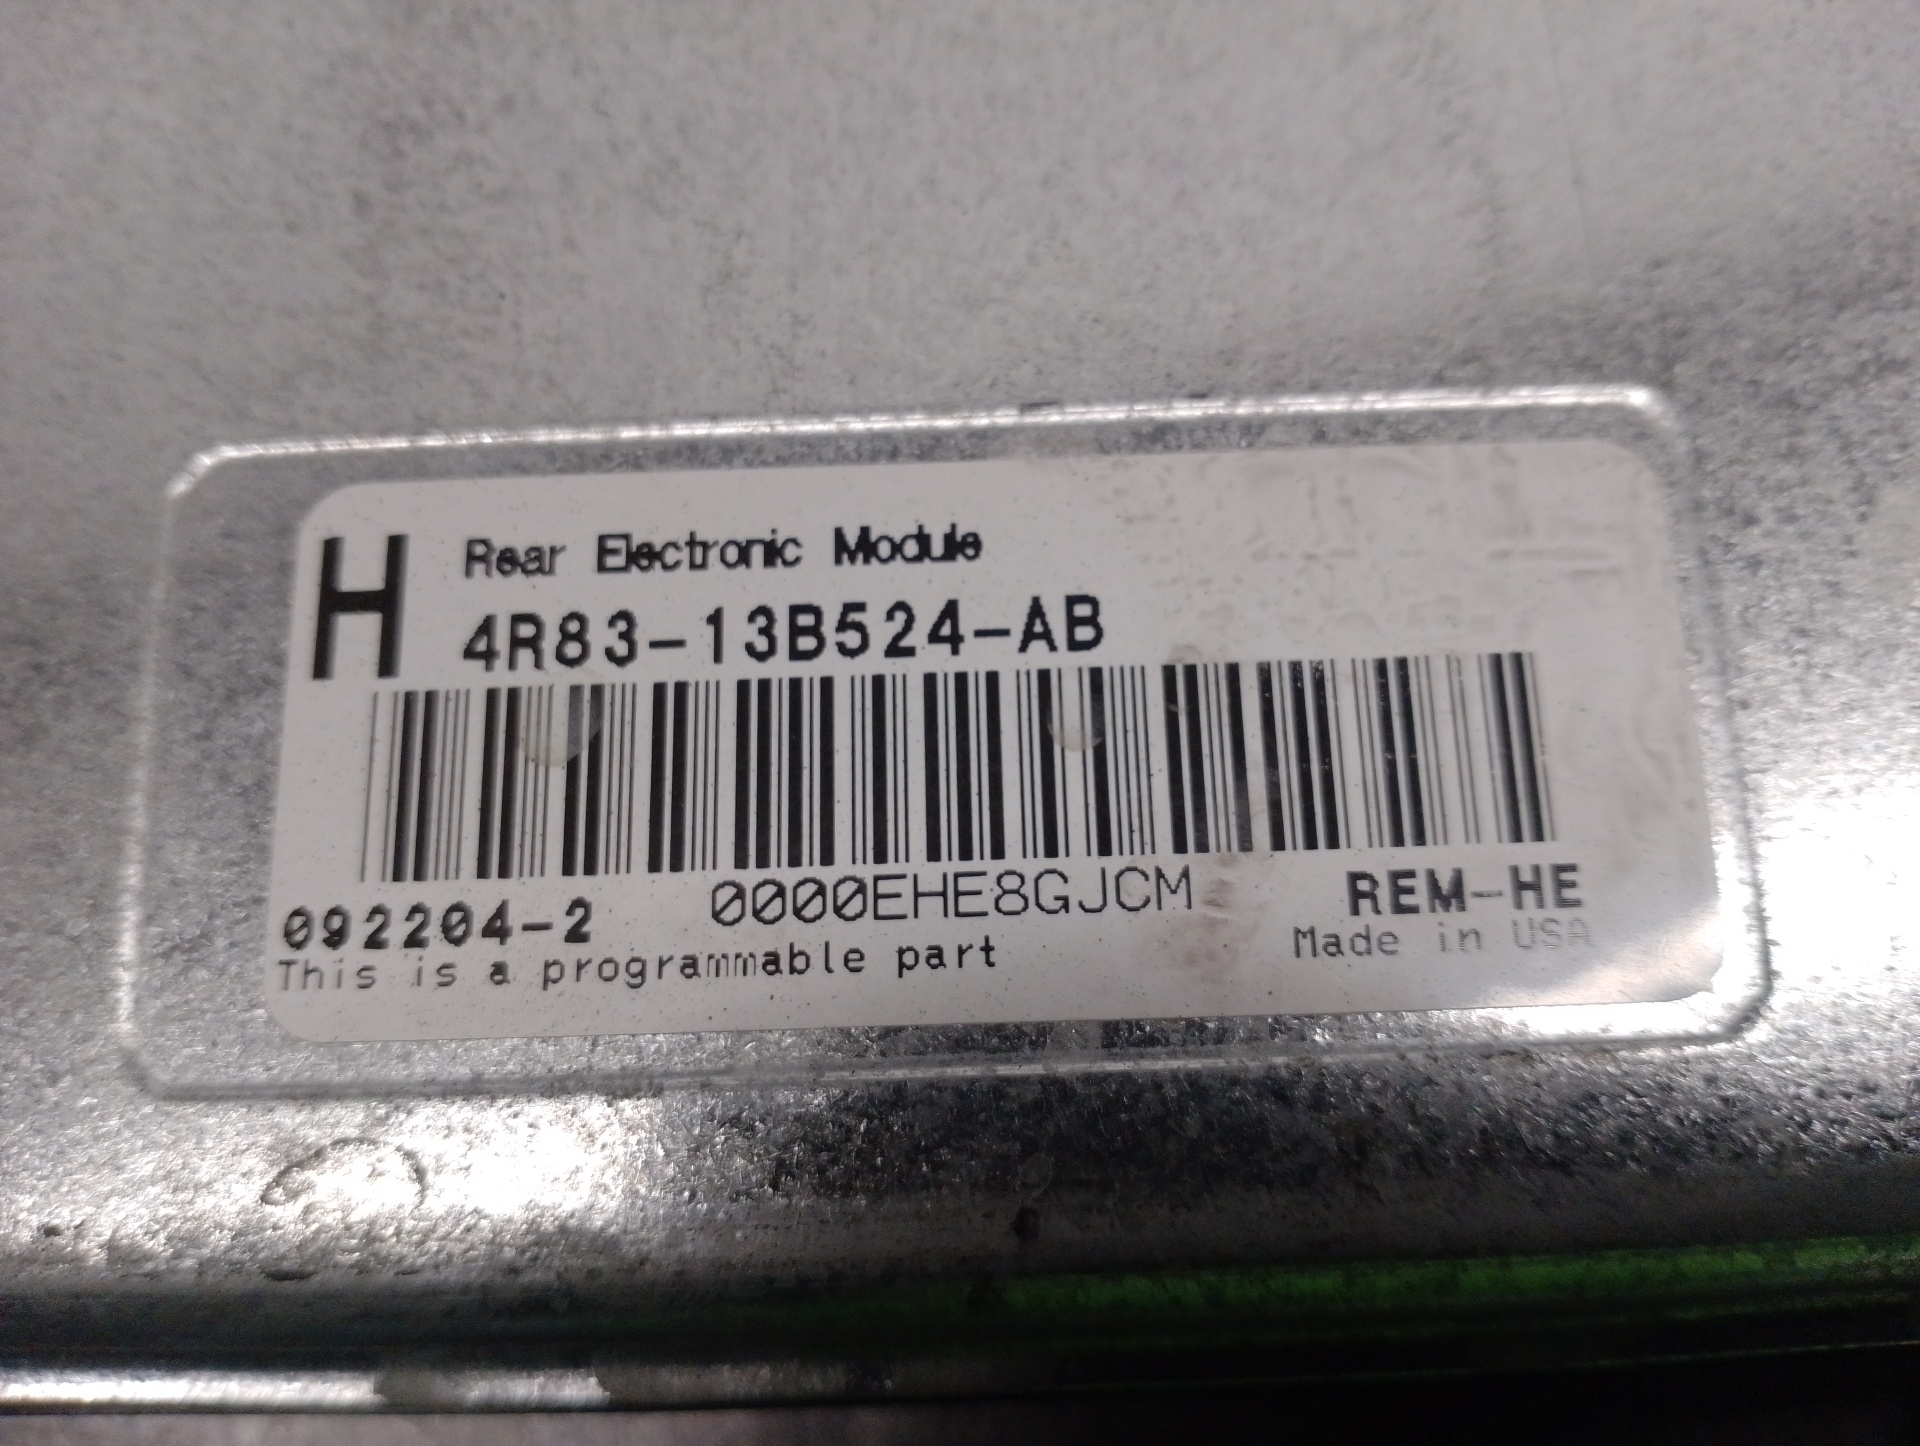 H Rear Electronic Module
4R83-13B524-AB
092204-2 0000EHE8GJCM REM-HE
This is a programmable part Made in USA